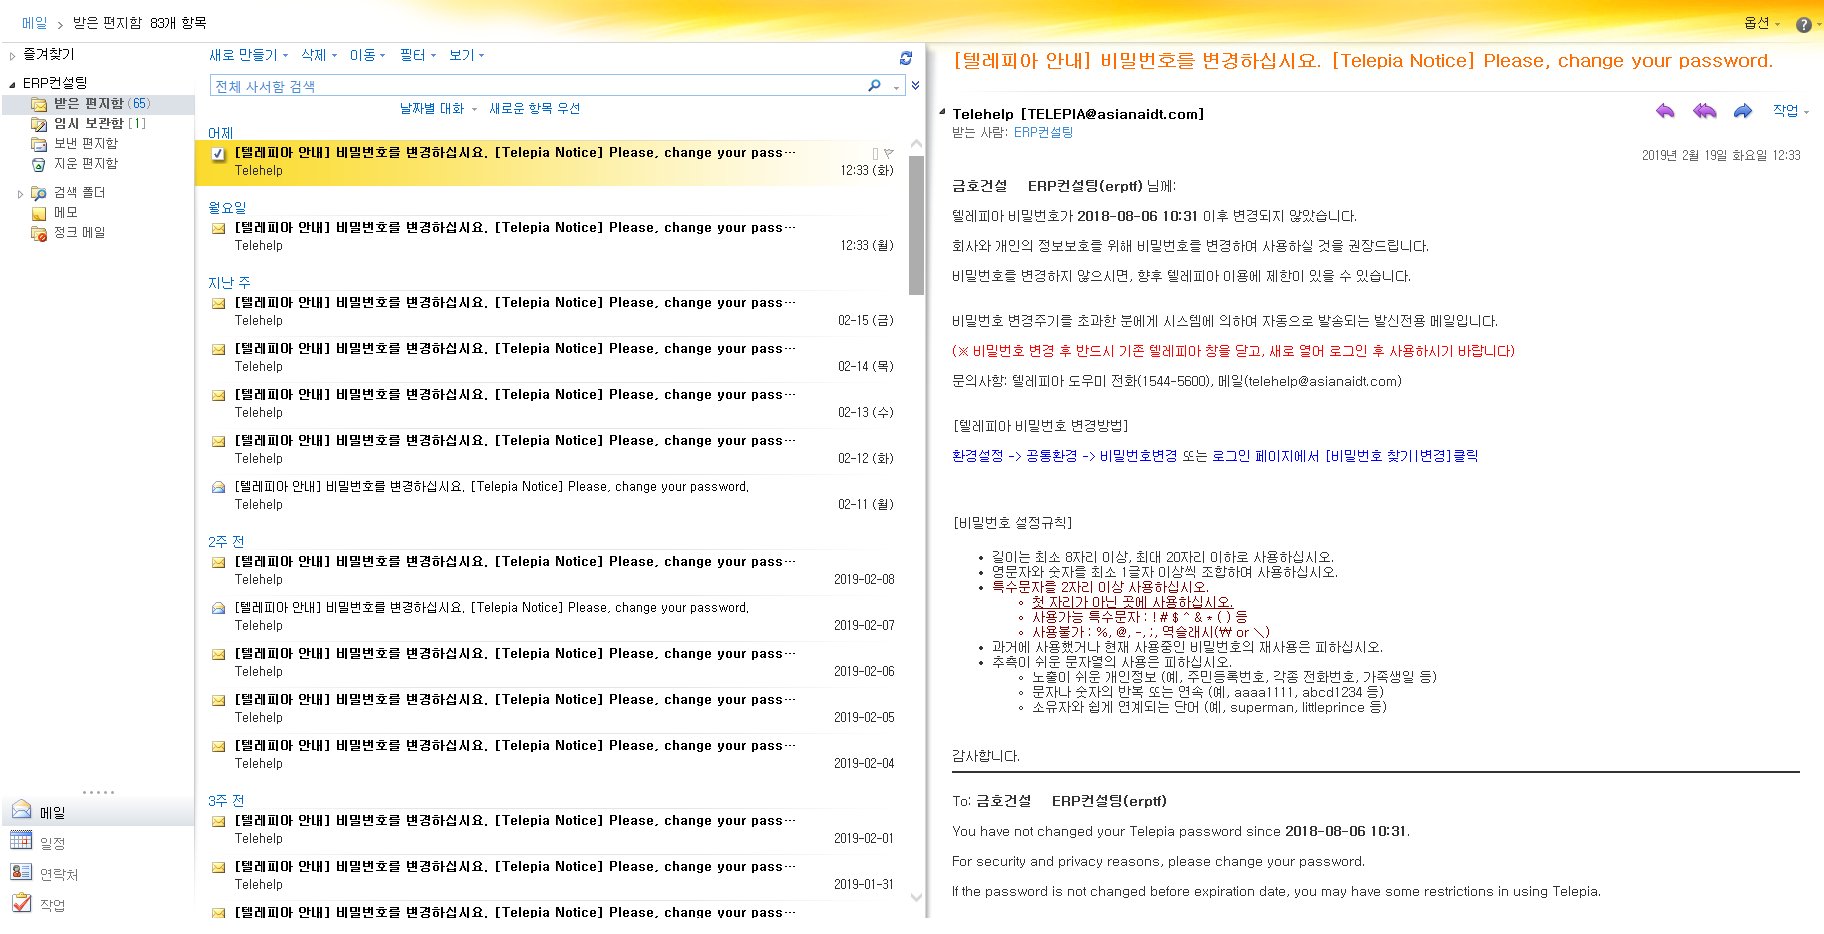 메일 > 받은 편지함 83개 항목
옵션
즐겨찾기
ERP컨설팅
받은 편지함 (65)
임시 보관함 [1]
보낸 편지함
지운 편지함
검색 폴더
메모
정크 메일
메일
일정
연락처
작업
새로 만들기 삭제 이동 필터 보기
전체 사서함 검색
날짜별 대화 새로운 항목 우선
어제
[텔레피아 안내] 비밀번호를 변경하십시요. [Telepia Notice] Please, change your pass…
Telehelp 12:33 (화)
월요일
[텔레피아 안내] 비밀번호를 변경하십시요. [Telepia Notice] Please, change your pass…
Telehelp 12:33 (월)
지난 주
[텔레피아 안내] 비밀번호를 변경하십시요. [Telepia Notice] Please, change your pass…
Telehelp 02-15 (금)
[텔레피아 안내] 비밀번호를 변경하십시요. [Telepia Notice] Please, change your pass…
Telehelp 02-14 (목)
[텔레피아 안내] 비밀번호를 변경하십시요. [Telepia Notice] Please, change your pass…
Telehelp 02-13 (수)
[텔레피아 안내] 비밀번호를 변경하십시요. [Telepia Notice] Please, change your pass…
Telehelp 02-12 (화)
[텔레피아 안내] 비밀번호를 변경하십시요. [Telepia Notice] Please, change your password.
Telehelp 02-11 (월)
2주 전
[텔레피아 안내] 비밀번호를 변경하십시요. [Telepia Notice] Please, change your pass…
Telehelp 2019-02-08
[텔레피아 안내] 비밀번호를 변경하십시요. [Telepia Notice] Please, change your password.
Telehelp 2019-02-07
[텔레피아 안내] 비밀번호를 변경하십시요. [Telepia Notice] Please, change your pass…
Telehelp 2019-02-06
[텔레피아 안내] 비밀번호를 변경하십시요. [Telepia Notice] Please, change your pass…
Telehelp 2019-02-05
[텔레피아 안내] 비밀번호를 변경하십시요. [Telepia Notice] Please, change your pass…
Telehelp 2019-02-04
3주 전
[텔레피아 안내] 비밀번호를 변경하십시요. [Telepia Notice] Please, change your pass…
Telehelp 2019-02-01
[텔레피아 안내] 비밀번호를 변경하십시요. [Telepia Notice] Please, change your pass…
Telehelp 2019-01-31
[텔레피아 안내] 비밀번호를 변경하십시요. [Telepia Notice] Please, change your pass…
[텔레피아 안내] 비밀번호를 변경하십시요. [Telepia Notice] Please, change your password.
Telehelp [TELEPIA@asianaidt.com] 작업
받는 사람: ERP컨설팅
2019년 2월 19일 화요일 12:33
금호건설 ERP컨설팅(erptf) 님께:
텔레피아 비밀번호가 2018-08-06 10:31 이후 변경되지 않았습니다.
회사와 개인의 정보보호를 위해 비밀번호를 변경하여 사용하실 것을 권장드립니다.
비밀번호를 변경하지 않으시면, 향후 텔레피아 이용에 제한이 있을 수 있습니다.
비밀번호 변경주기를 초과한 분에게 시스템에 의하여 자동으로 발송되는 발신전용 메일입니다.
(※ 비밀번호 변경 후 반드시 기존 텔레피아 창을 닫고, 새로 열어 로그인 후 사용하시기 바랍니다)
문의사항: 텔레피아 도우미 전화(1544-5600), 메일(telehelp@asianaidt.com)
[텔레피아 비밀번호 변경방법]
환경설정 -> 공통환경 -> 비밀번호변경 또는 로그인 페이지에서 [비밀번호 찾기|변경]클릭
[비밀번호 설정규칙]
• 길이는 최소 8자리 이상, 최대 20자리 이하로 사용하십시오.
• 영문자와 숫자를 최소 1글자 이상씩 조합하여 사용하십시오.
• 특수문자를 2자리 이상 사용하십시오.
◦ 첫 자리가 아닌 곳에 사용하십시오.
◦ 사용가능 특수문자 : ! # $ ^ & * ( ) 등
◦ 사용불가 : %, @, -, ;, 역슬래시(₩ or \)
• 과거에 사용했거나 현재 사용중인 비밀번호의 재사용은 피하십시오.
• 추측이 쉬운 문자열의 사용은 피하십시오.
◦ 노출이 쉬운 개인정보 (예, 주민등록번호, 각종 전화번호, 가족생일 등)
◦ 문자나 숫자의 반복 또는 연속 (예, aaaa1111, abcd1234 등)
◦ 소유자와 쉽게 연계되는 단어 (예, superman, littleprince 등)
감사합니다.
To: 금호건설 ERP컨설팅(erptf)
You have not changed your Telepia password since 2018-08-06 10:31.
For security and privacy reasons, please change your password.
If the password is not changed before expiration date, you may have some restrictions in using Telepia.